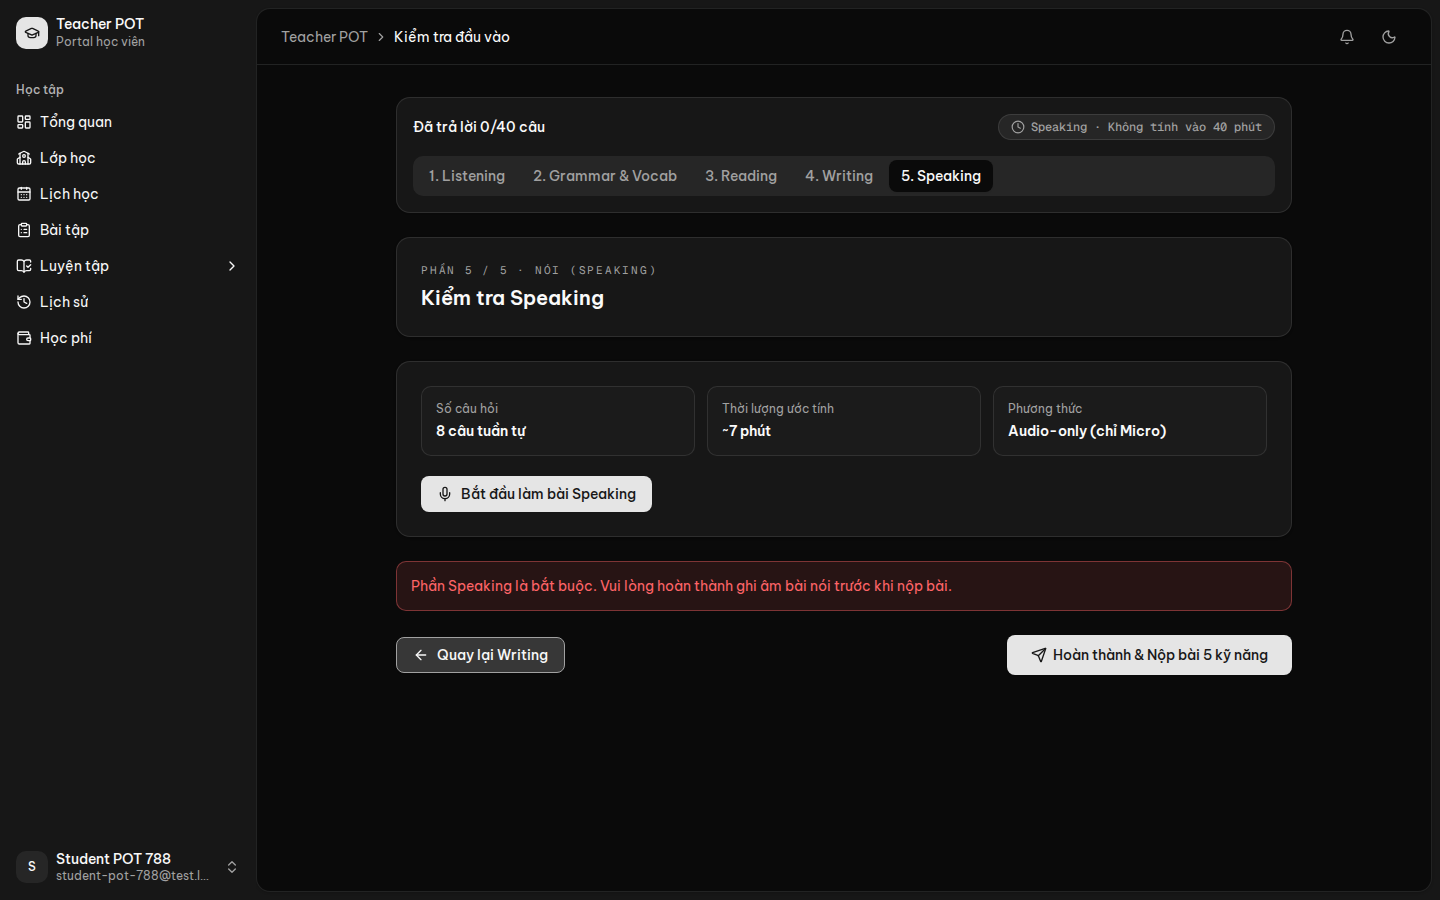 Teacher POT
Portal học viên
Học tập
Tổng quan
Lớp học
Lịch học
Bài tập
Luyện tập
Lịch sử
Học phí
S
Student POT 788
student-pot-788@test.l...
Teacher POT > Kiểm tra đầu vào
Đã trả lời 0/40 câu
Speaking · Không tính vào 40 phút
1. Listening
2. Grammar & Vocab
3. Reading
4. Writing
5. Speaking
PHẦN 5 / 5 · NÓI (SPEAKING)
Kiểm tra Speaking
Số câu hỏi
8 câu tuần tự
Thời lượng ước tính
~7 phút
Phương thức
Audio-only (chỉ Micro)
Bắt đầu làm bài Speaking
Phần Speaking là bắt buộc. Vui lòng hoàn thành ghi âm bài nói trước khi nộp bài.
Quay lại Writing
Hoàn thành & Nộp bài 5 kỹ năng